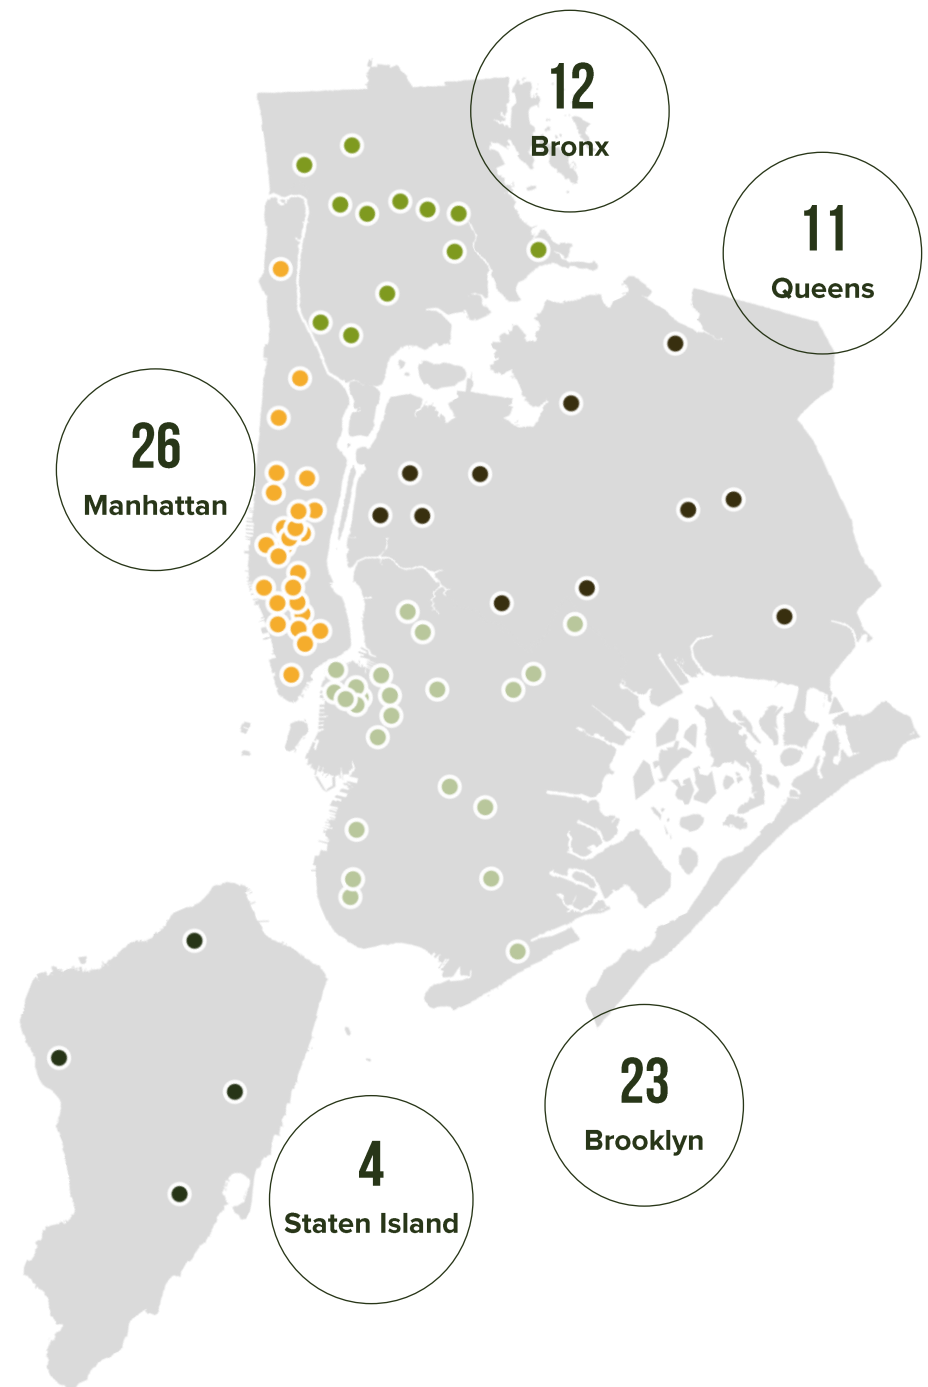 12
Bronx
11
Queens
26
Manhattan
23
Brooklyn
4
Staten Island